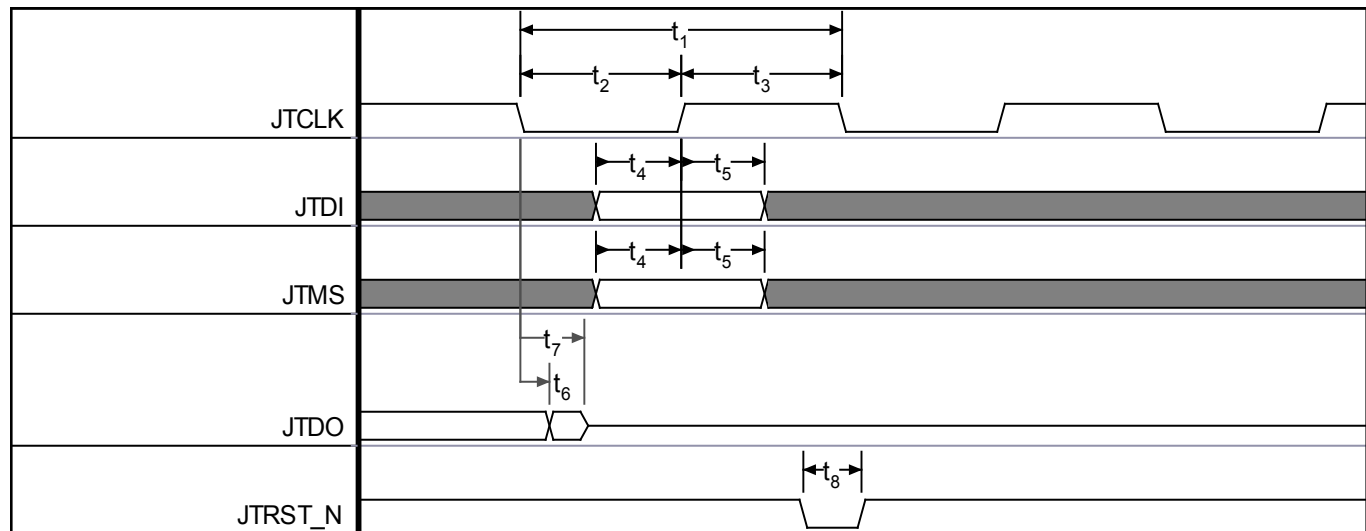 t1
t2 t3
JTCLK
t4 t5
JTDI
t4 t5
JTMS
t7
t6
JTDO
t8
JTRST_N